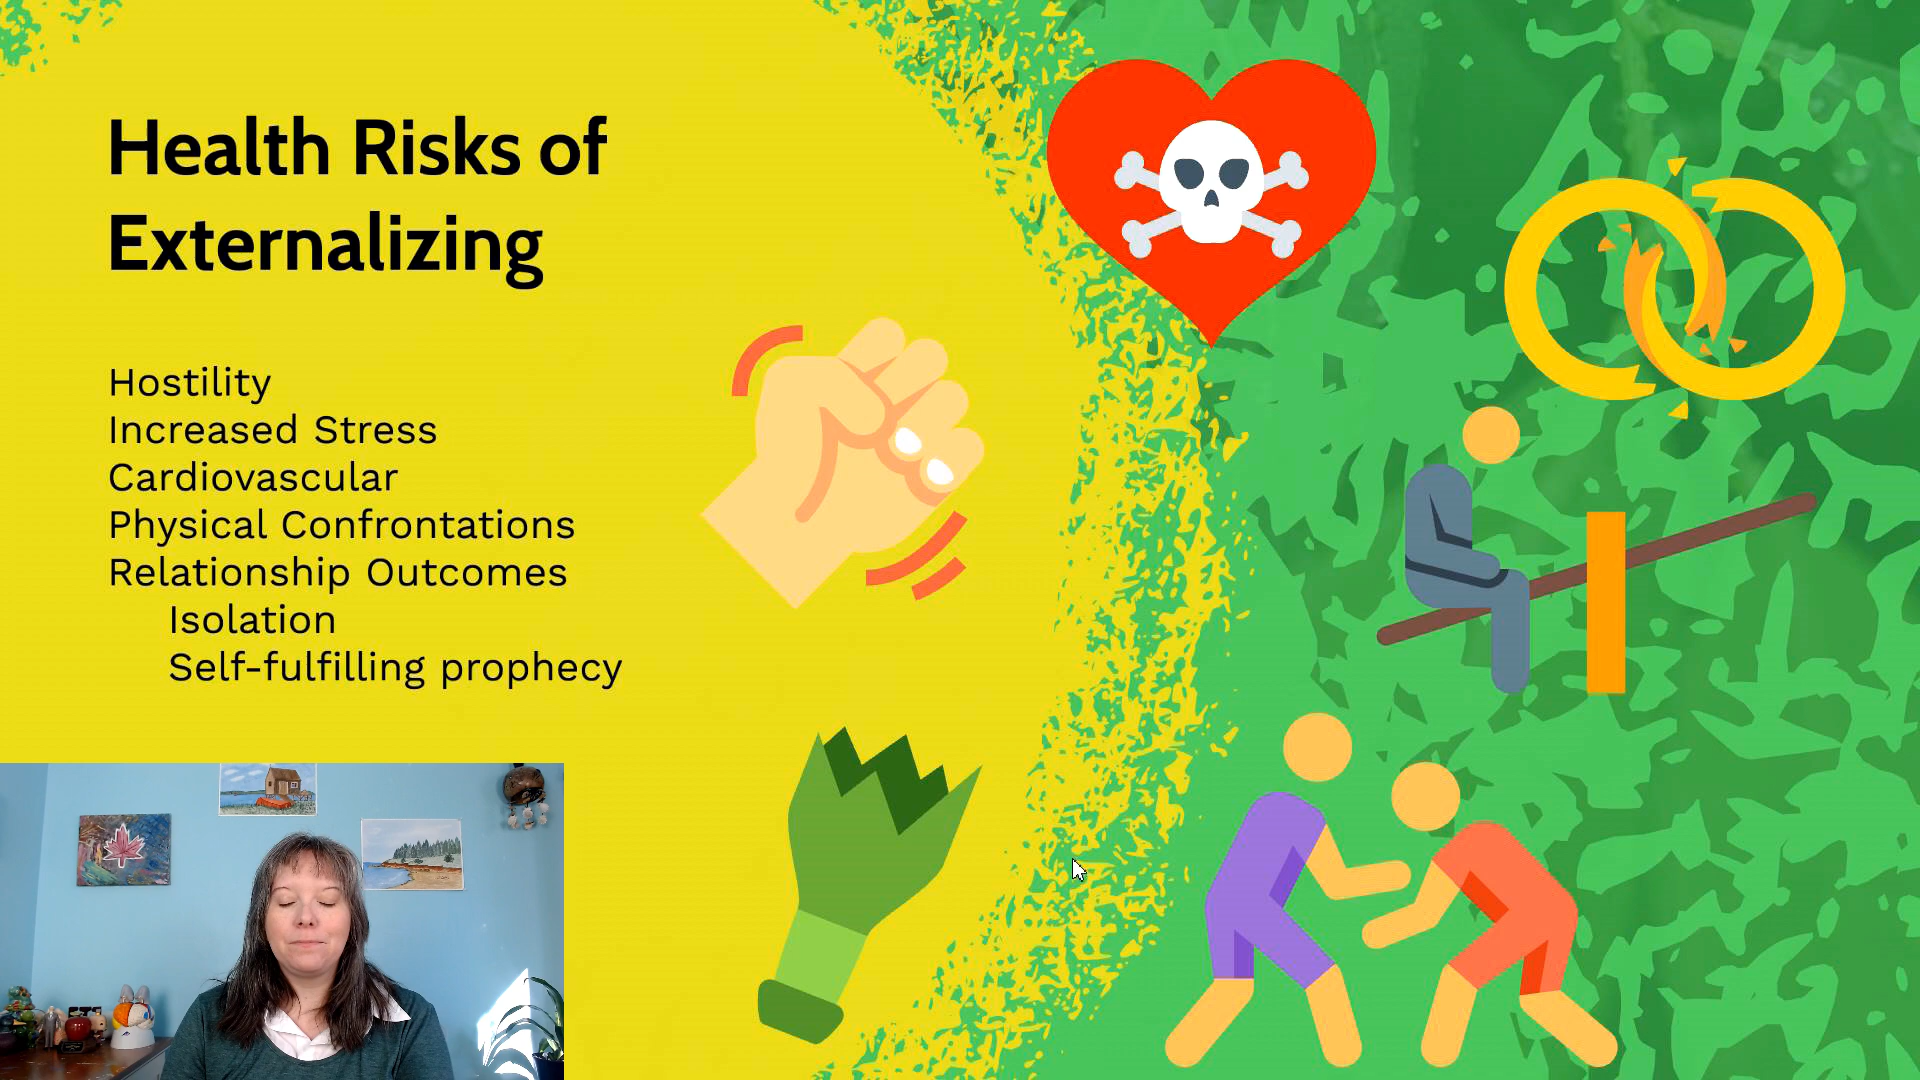 Health Risks of
Externalizing
Hostility
Increased Stress
Cardiovascular
Physical Confrontations
Relationship Outcomes
Isolation
Self-fulfilling prophecy